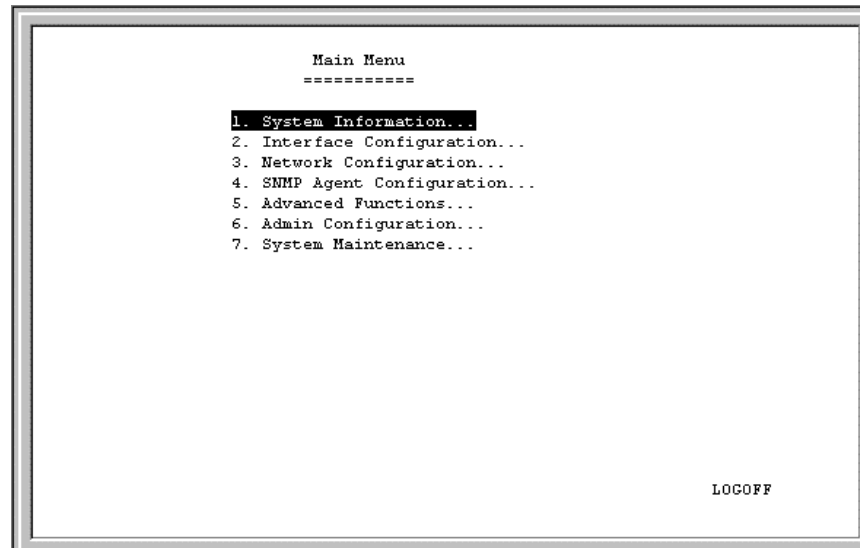 Main Menu
===========
1. System Information...
2. Interface Configuration...
3. Network Configuration...
4. SNMP Agent Configuration...
5. Advanced Functions...
6. Admin Configuration...
7. System Maintenance...
LOGOFF